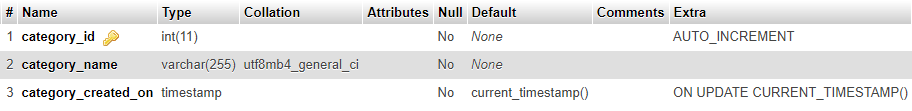 # Name Type Collation Attributes Null Default Comments Extra
1 category_id int(11) No None AUTO_INCREMENT
2 category_name varchar(255) utf8mb4_general_ci No None
3 category_created_on timestamp No current_timestamp() ON UPDATE CURRENT_TIMESTAMP()